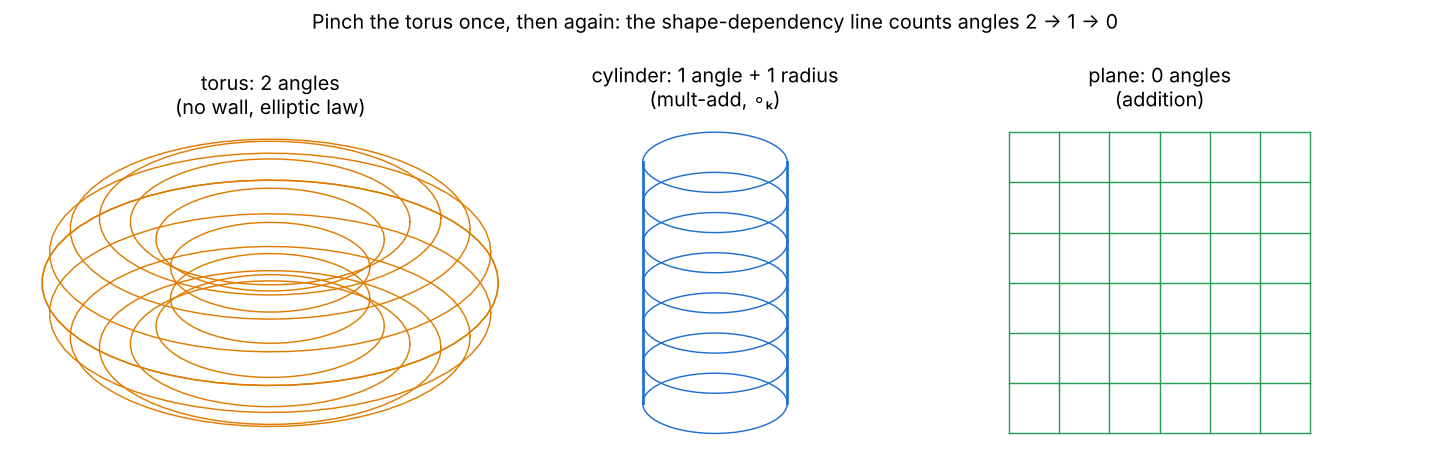 Pinch the torus once, then again: the shape-dependency line counts angles 2 → 1 → 0
torus: 2 angles
(no wall, elliptic law)
cylinder: 1 angle + 1 radius
(mult-add, ∘ₖ)
plane: 0 angles
(addition)